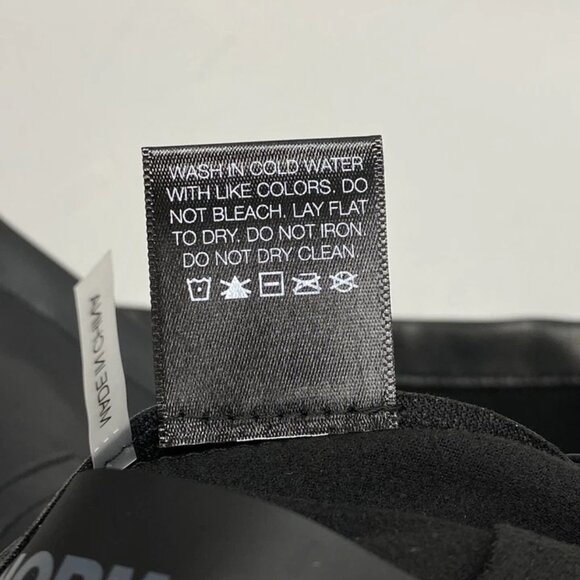 WASH IN COLD WATER
WITH LIKE COLORS. DO
NOT BLEACH. LAY FLAT
TO DRY. DO NOT IRON
DO NOT DRY CLEAN
MADE IN CHINA